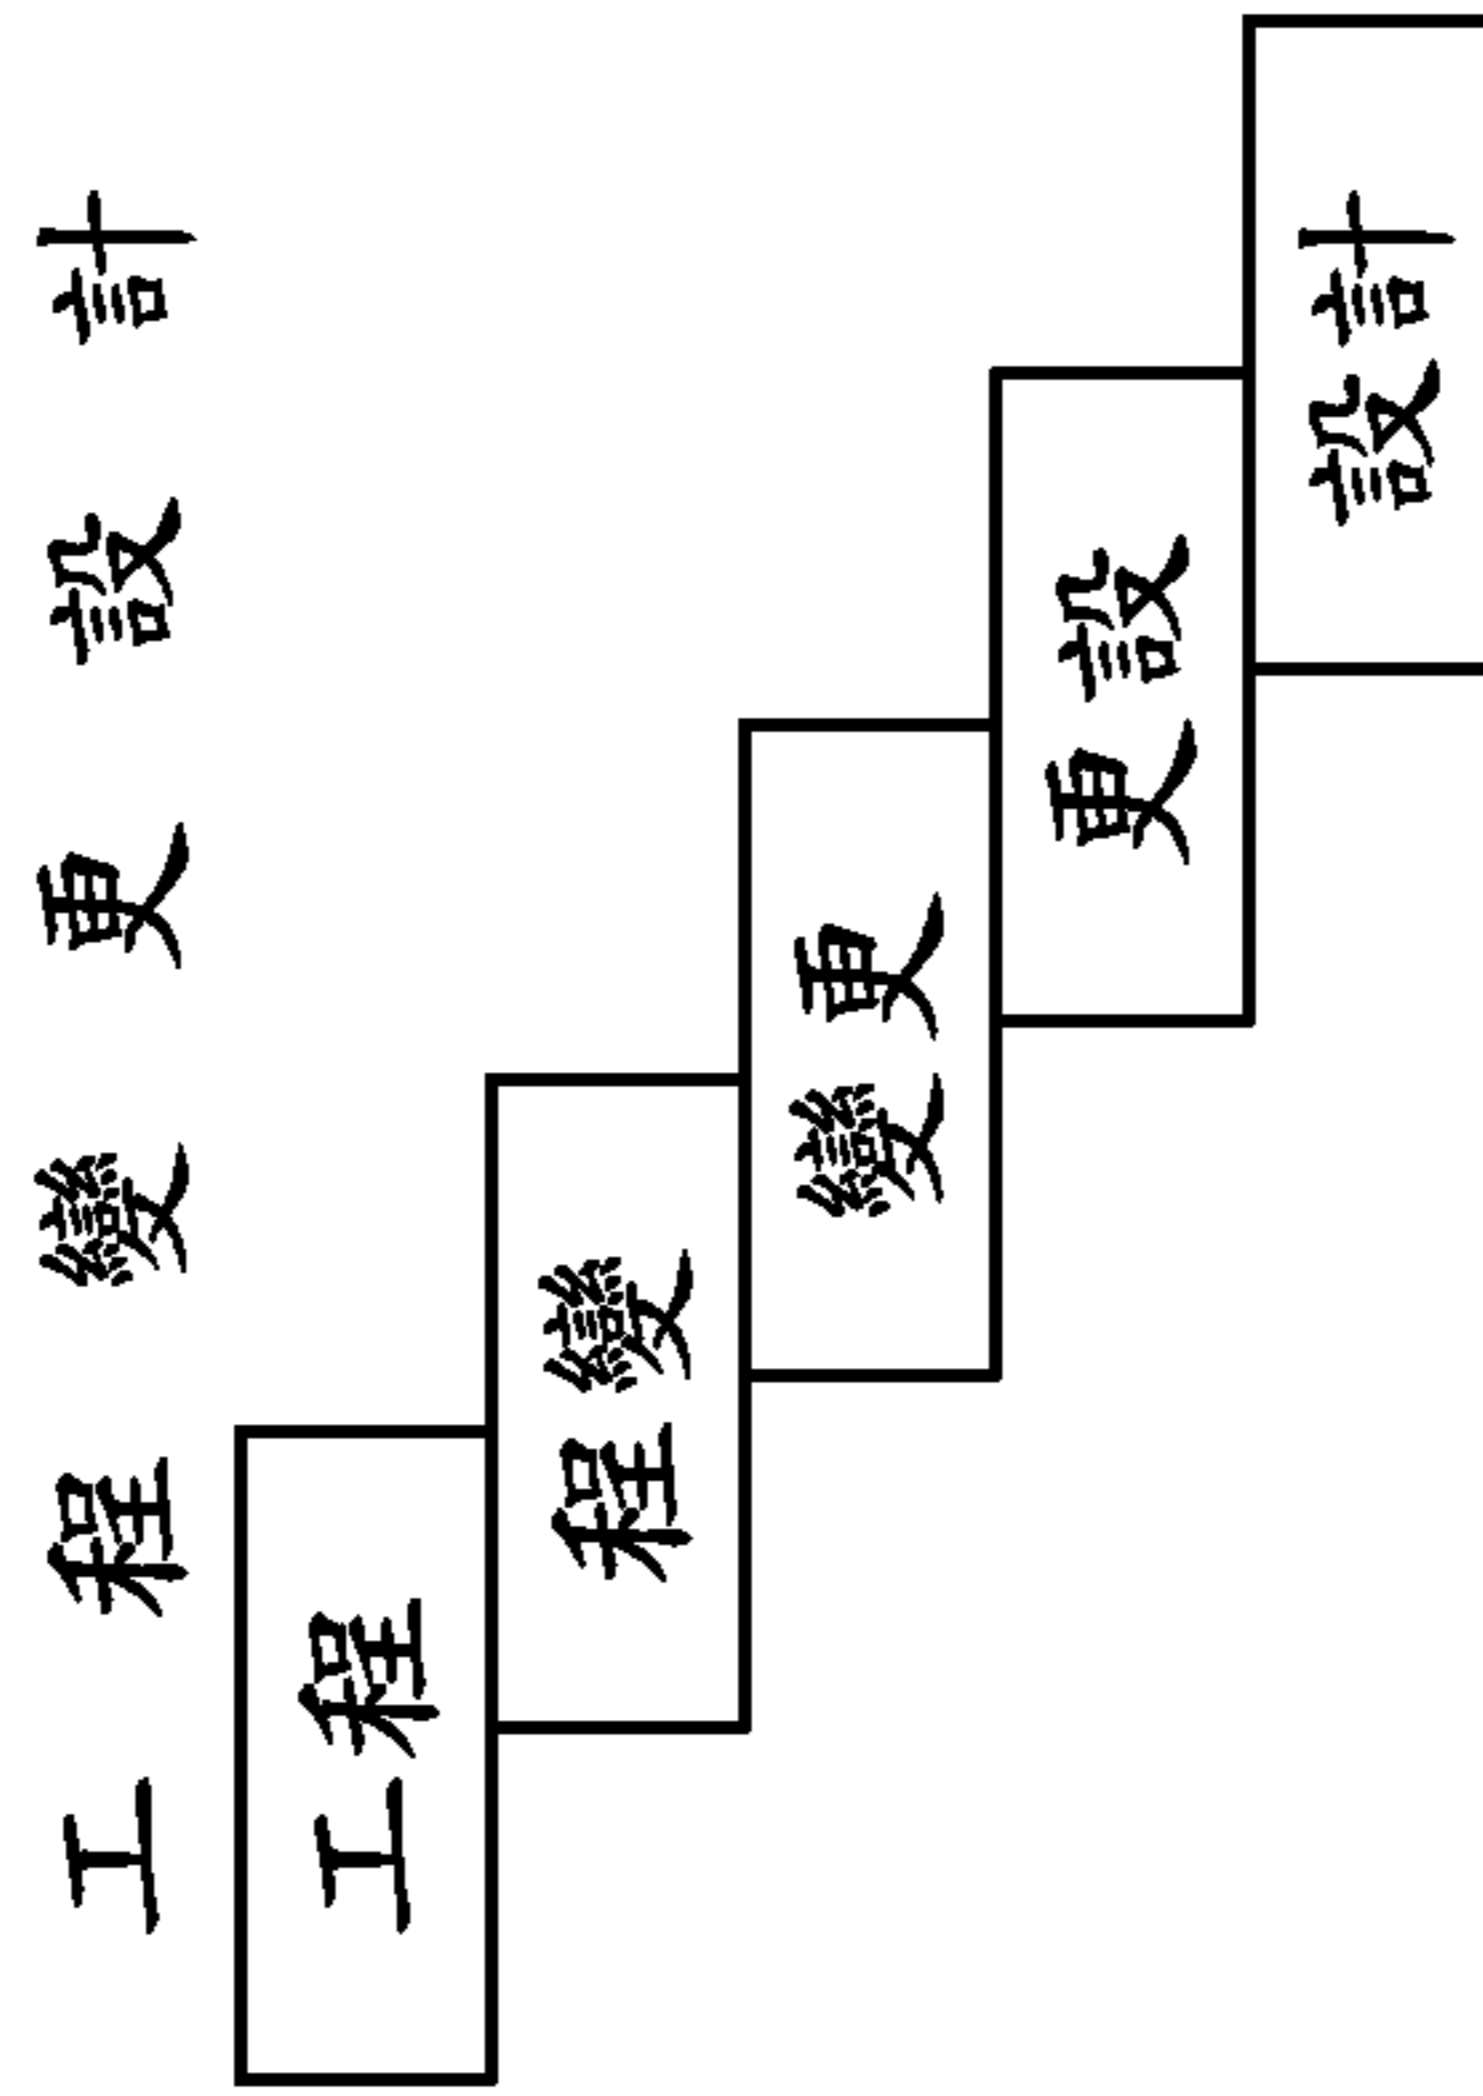 工 程 變 更 設 計
工程
程變
變更
更設
設計